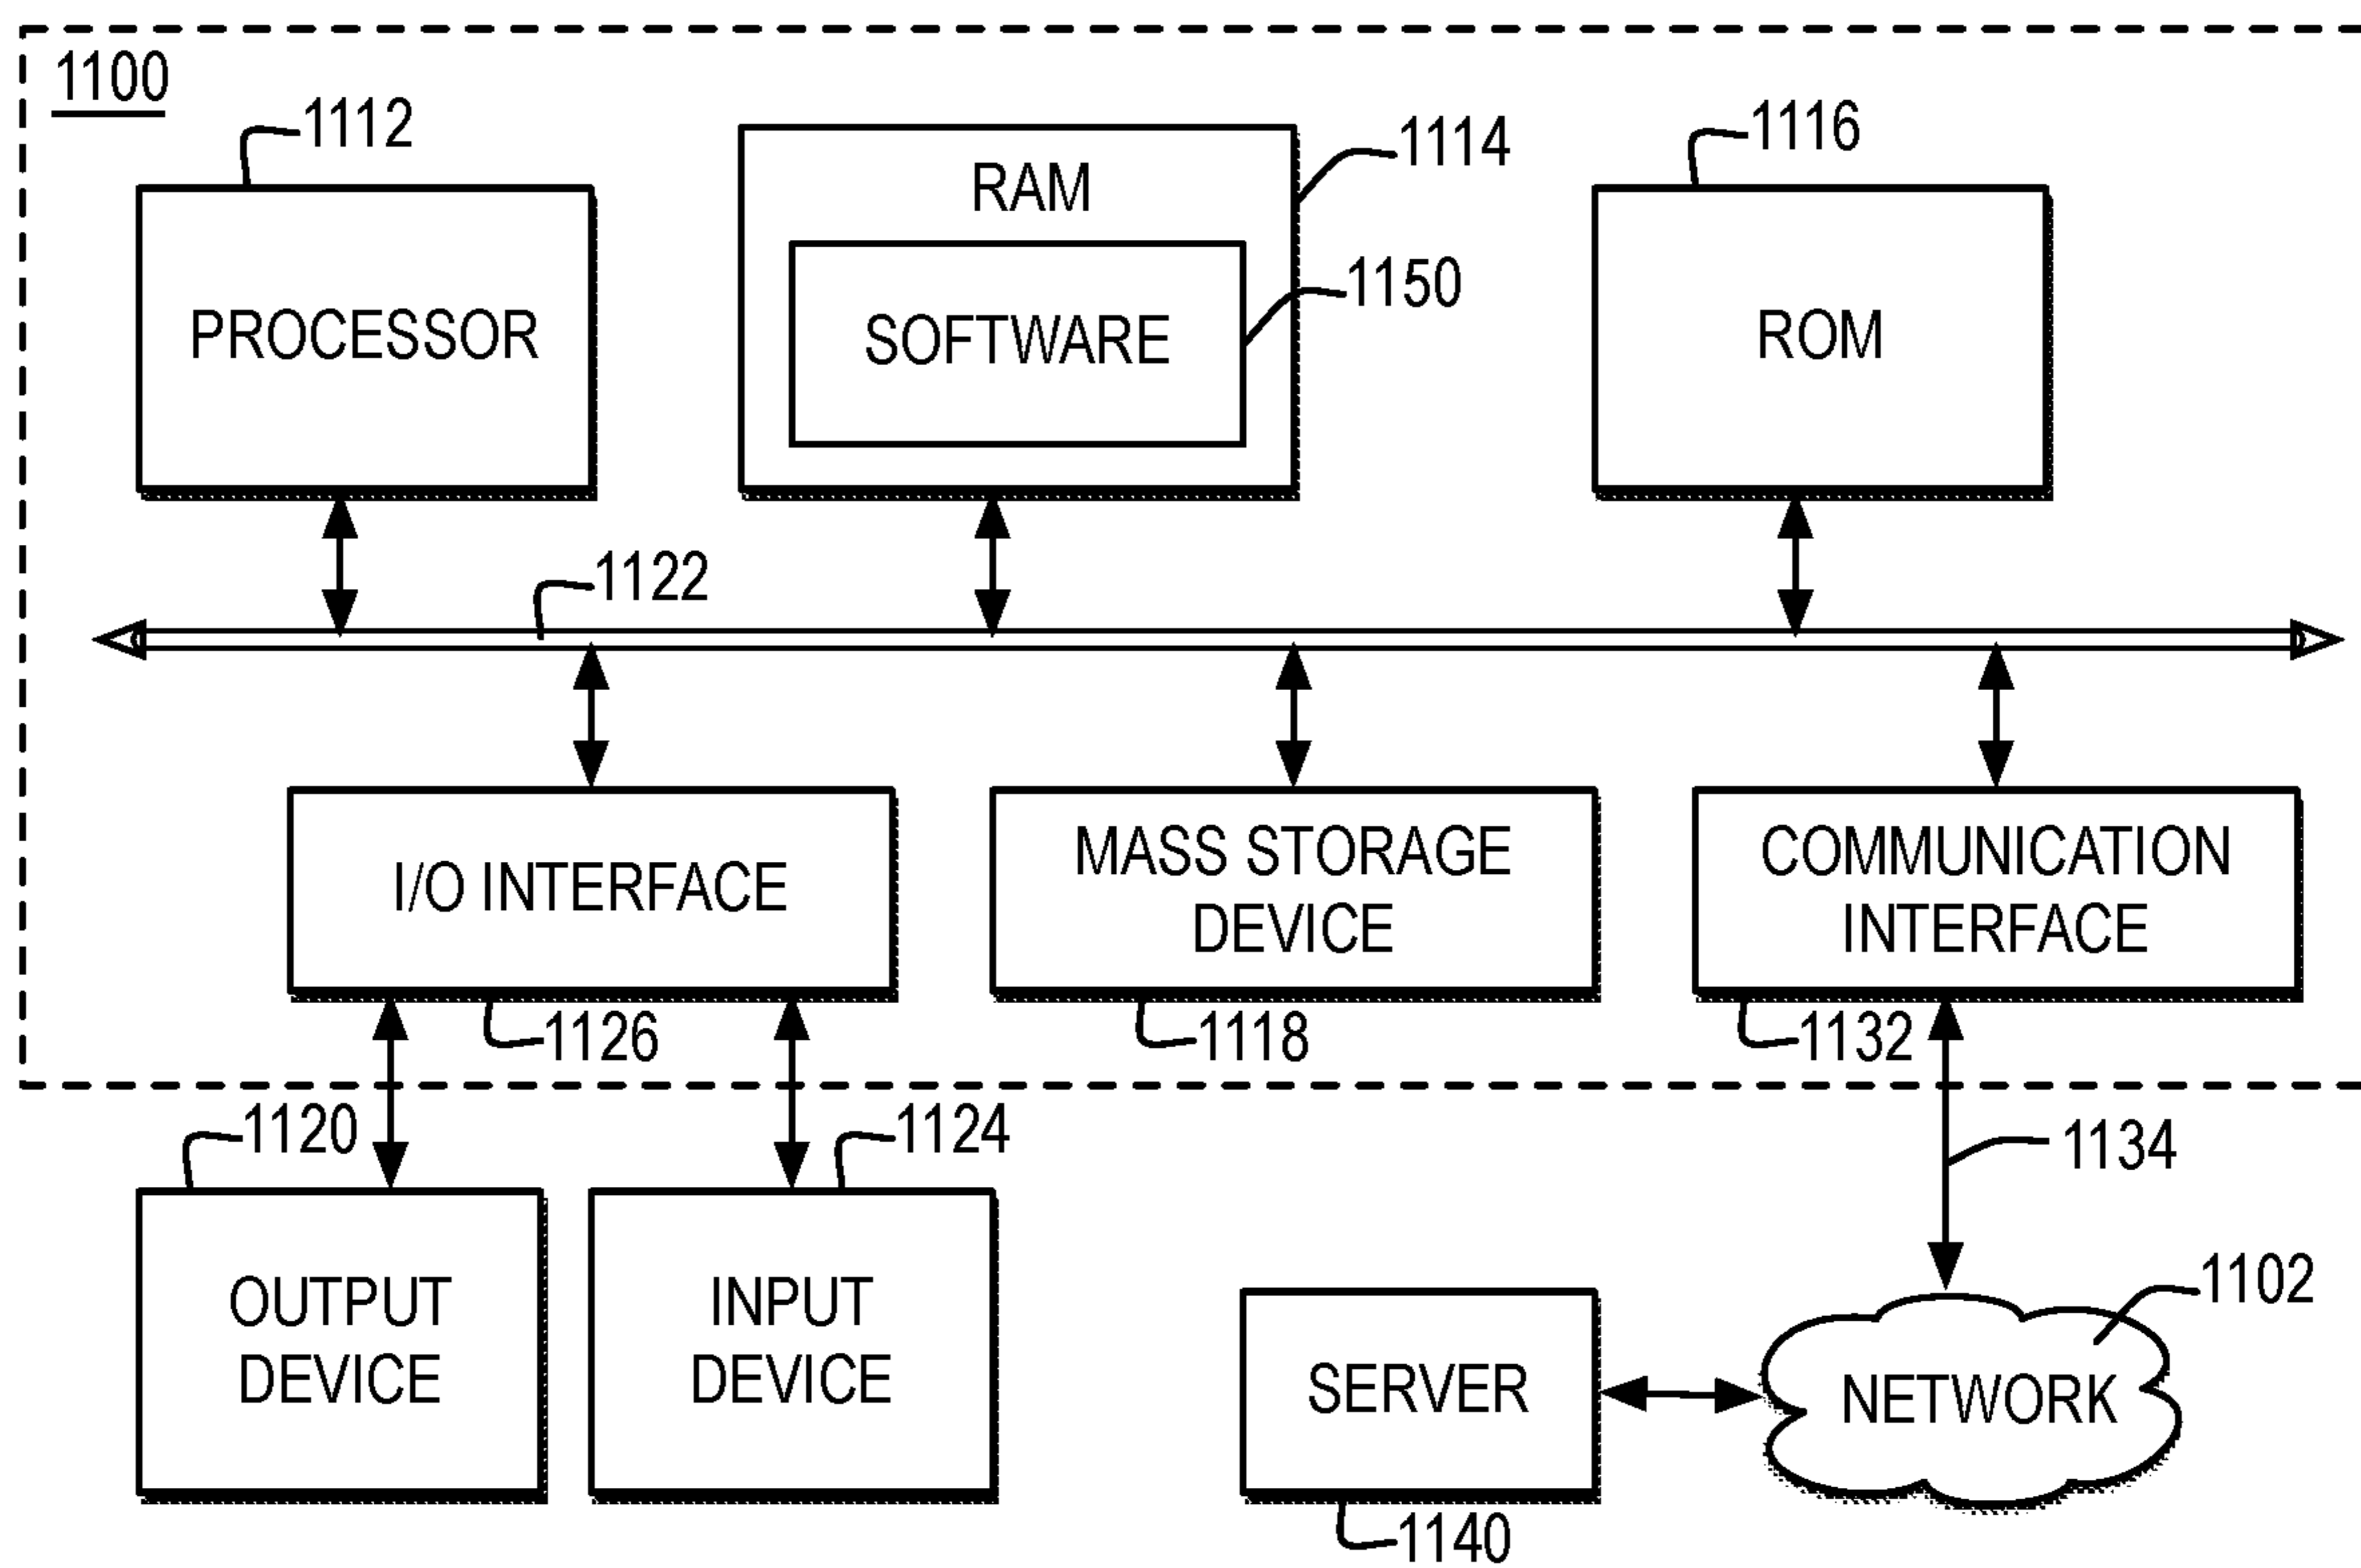 1100
1112
1114
1116
RAM
PROCESSOR
SOFTWARE
1150
ROM
1122
I/O INTERFACE
MASS STORAGE
DEVICE
COMMUNICATION
INTERFACE
1126
1118
1132
1120
1124
1134
OUTPUT
DEVICE
INPUT
DEVICE
SERVER
1102
NETWORK
1140